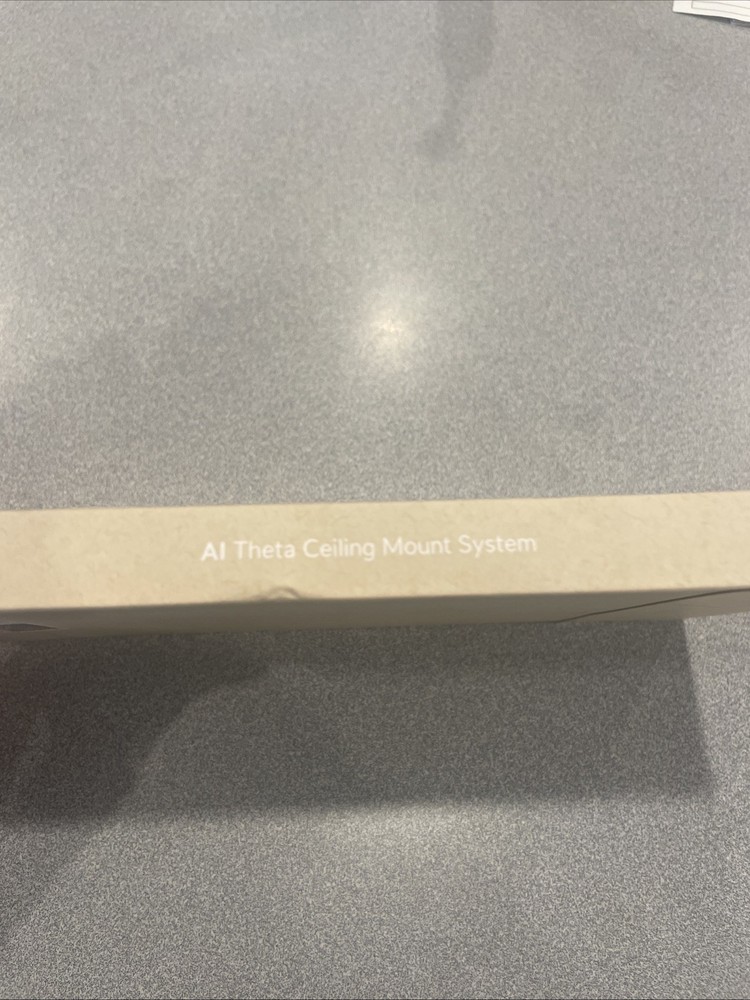 AI Theta Ceiling Mount System